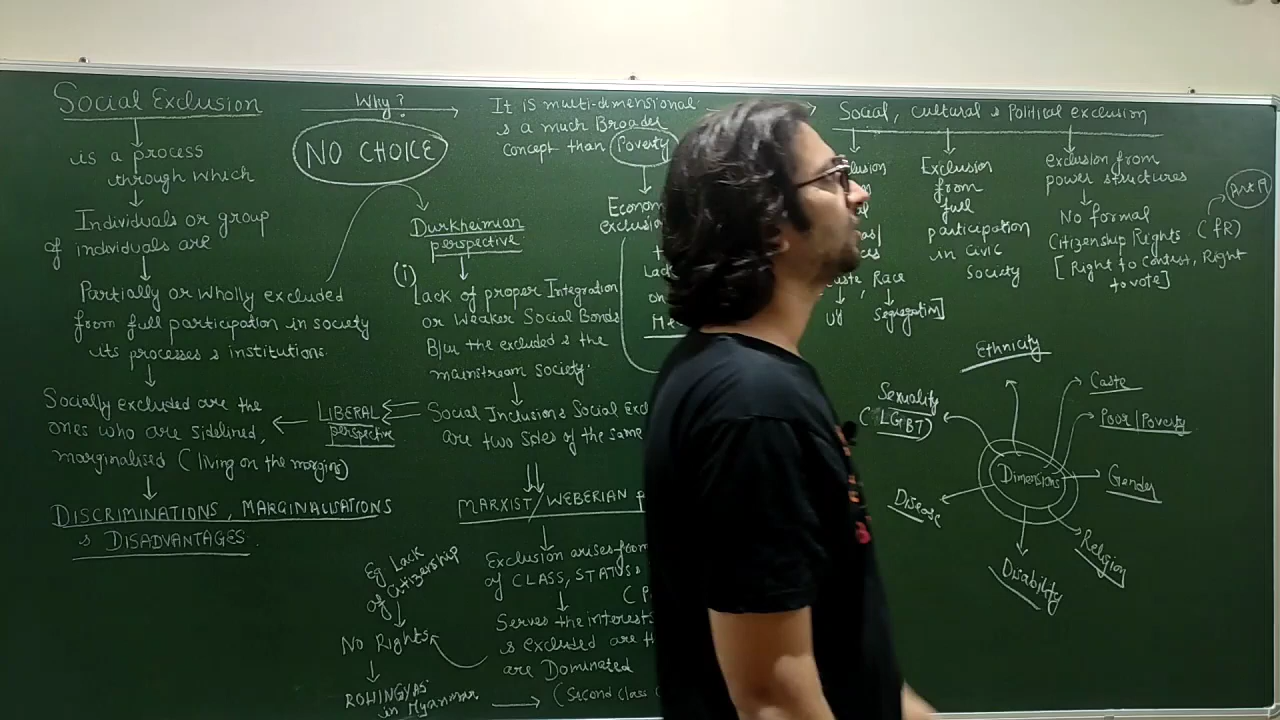 Social Exclusion
is a process
through which
Individuals or group
of individuals are
Partially or wholly excluded
from full participation in society
its processes & institutions.
Socially excluded are the
ones who are sidelined,
marginalised (living on the margins)
DISCRIMINATIONS, MARGINALISATIONS
& DISADVANTAGES.
Why?
NO CHOICE
It is multi-dimensional
& a much Broader
concept than Poverty
Durkheimian
perspective
(i)
Lack of proper Integration
or Weaker Social Bonds
B/w the excluded & the
mainstream society.
Social Inclusion & Social Exc
are two sides of the same
LIBERAL
perspective
MARXIST/WEBERIAN
Exclusion arises from
of CLASS, STATUS &
Serves the interests
is excluded are
are Dominated
Eg Lack
of citizenship
No Rights
ROHINGYAS
in Myanmar
(Second class
Econom
exclusion
Lack
Social, cultural & Political exclusion
Race
Segregation]
Exclusion
from
full
participation
in civic
society
exclusion from
power structures
No formal
Citizenship Rights (FR)
[Right to contest, Right
to vote]
Dimensions
Ethnicity
Caste
Poor/Poverty
Gender
Religion
Disability
Disease
Sexuality
(LGBT)